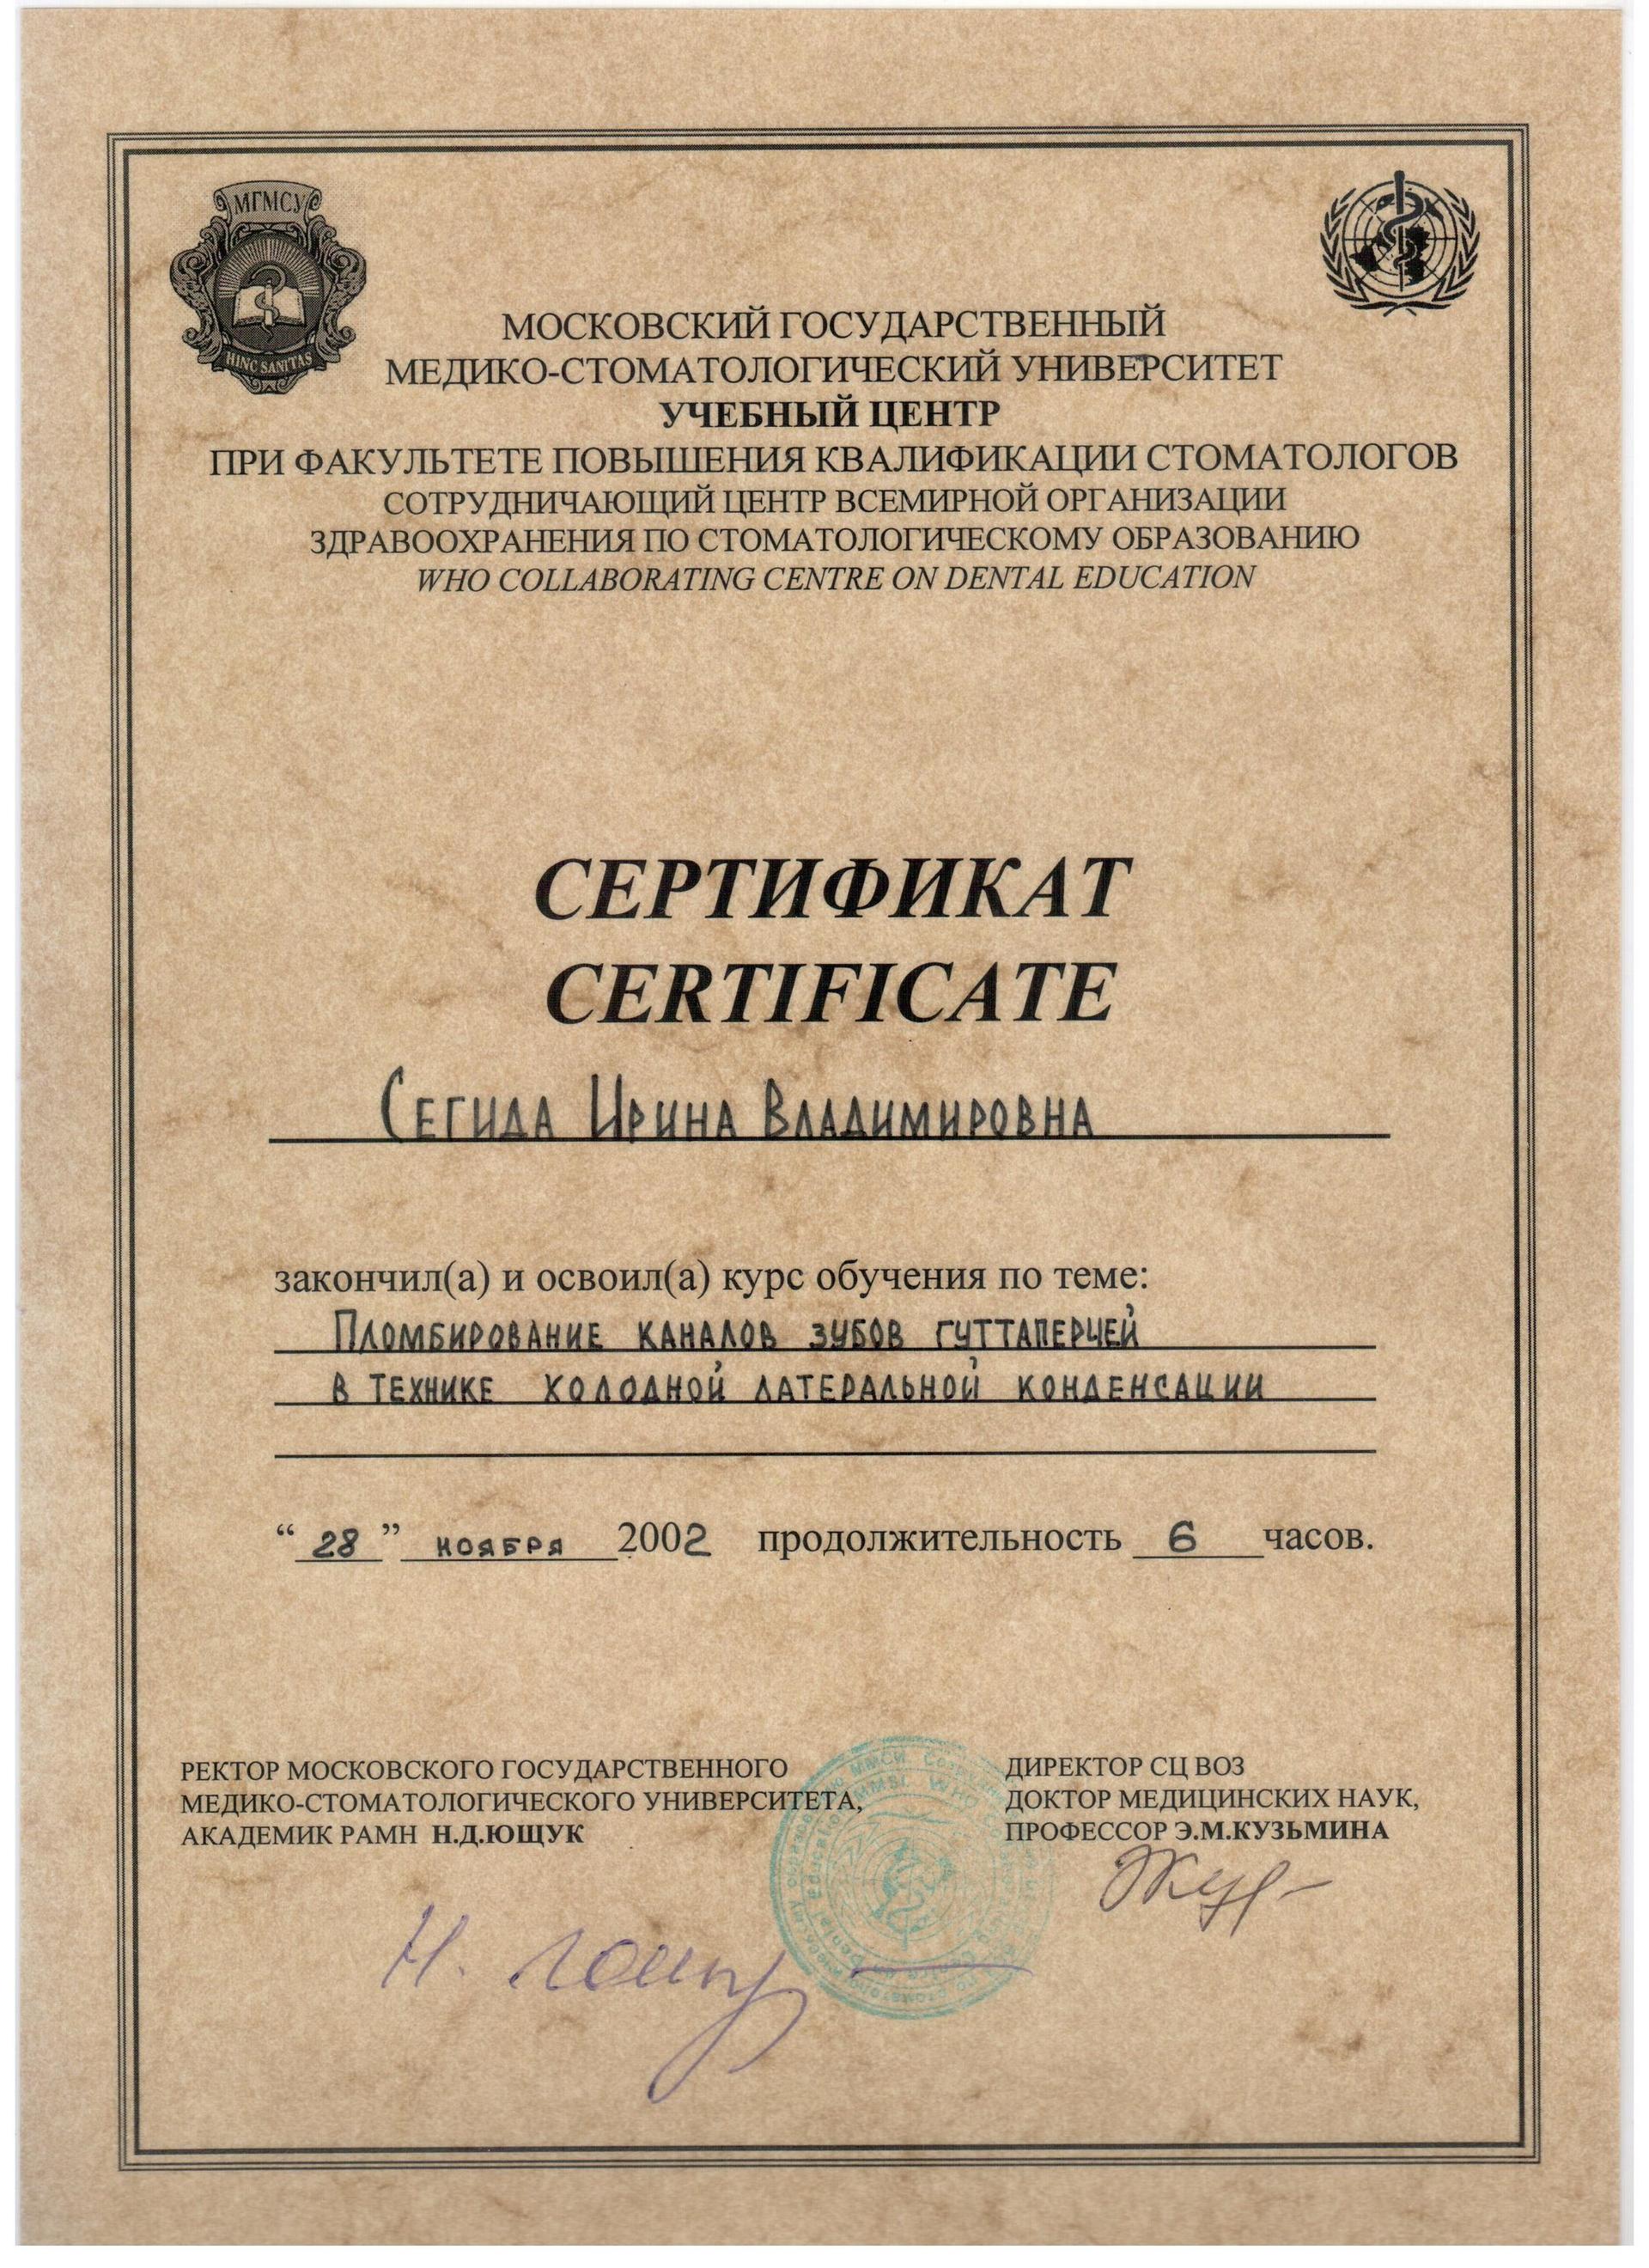 МГМСУ
HINC SANITAS
МОСКОВСКИЙ ГОСУДАРСТВЕННЫЙ
МЕДИКО-СТОМАТОЛОГИЧЕСКИЙ УНИВЕРСИТЕТ
УЧЕБНЫЙ ЦЕНТР
ПРИ ФАКУЛЬТЕТЕ ПОВЫШЕНИЯ КВАЛИФИКАЦИИ СТОМАТОЛОГОВ
СОТРУДНИЧАЮЩИЙ ЦЕНТР ВСЕМИРНОЙ ОРГАНИЗАЦИИ
ЗДРАВООХРАНЕНИЯ ПО СТОМАТОЛОГИЧЕСКОМУ ОБРАЗОВАНИЮ
WHO COLLABORATING CENTRE ON DENTAL EDUCATION
СЕРТИФИКАТ
CERTIFICATE
СЕГИДА ИРИНА ВЛАДИМИРОВНА
закончил(а) и освоил(а) курс обучения по теме:
ПЛОМБИРОВАНИЕ КАНАЛОВ ЗУБОВ ГУТТАПЕРЧЕЙ
В ТЕХНИКЕ ХОЛОДНОЙ ЛАТЕРАЛЬНОЙ КОНДЕНСАЦИИ
“28” НОЯБРЯ 2002 продолжительность 6 часов.
РЕКТОР МОСКОВСКОГО ГОСУДАРСТВЕННОГО
МЕДИКО-СТОМАТОЛОГИЧЕСКОГО УНИВЕРСИТЕТА,
АКАДЕМИК РАМН Н.Д.ЮЩУК
ДИРЕКТОР СЦ ВОЗ
ДОКТОР МЕДИЦИНСКИХ НАУК,
ПРОФЕССОР Э.М.КУЗЬМИНА